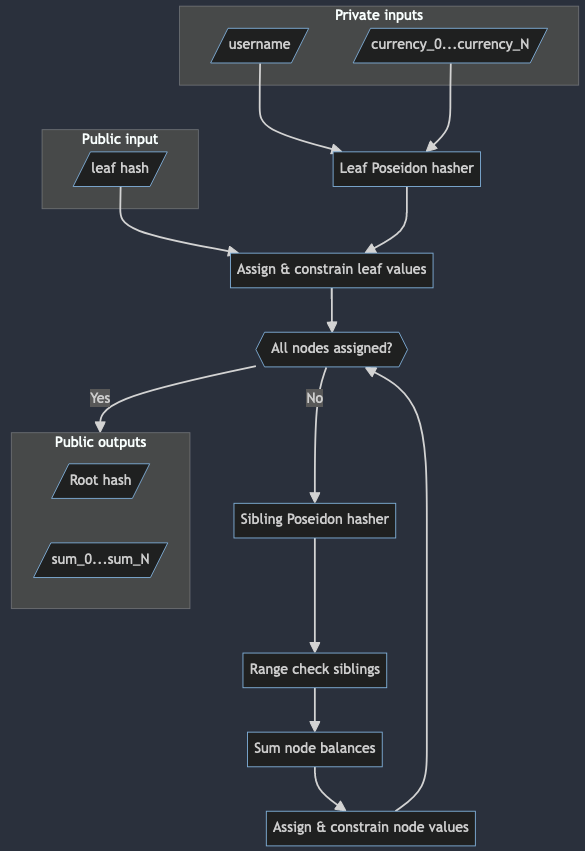 Private inputs
username
currency_0...currency_N
Public input
leaf hash
Leaf Poseidon hasher
Assign & constrain leaf values
All nodes assigned?
Yes
No
Public outputs
Root hash
sum_0...sum_N
Sibling Poseidon hasher
Range check siblings
Sum node balances
Assign & constrain node values